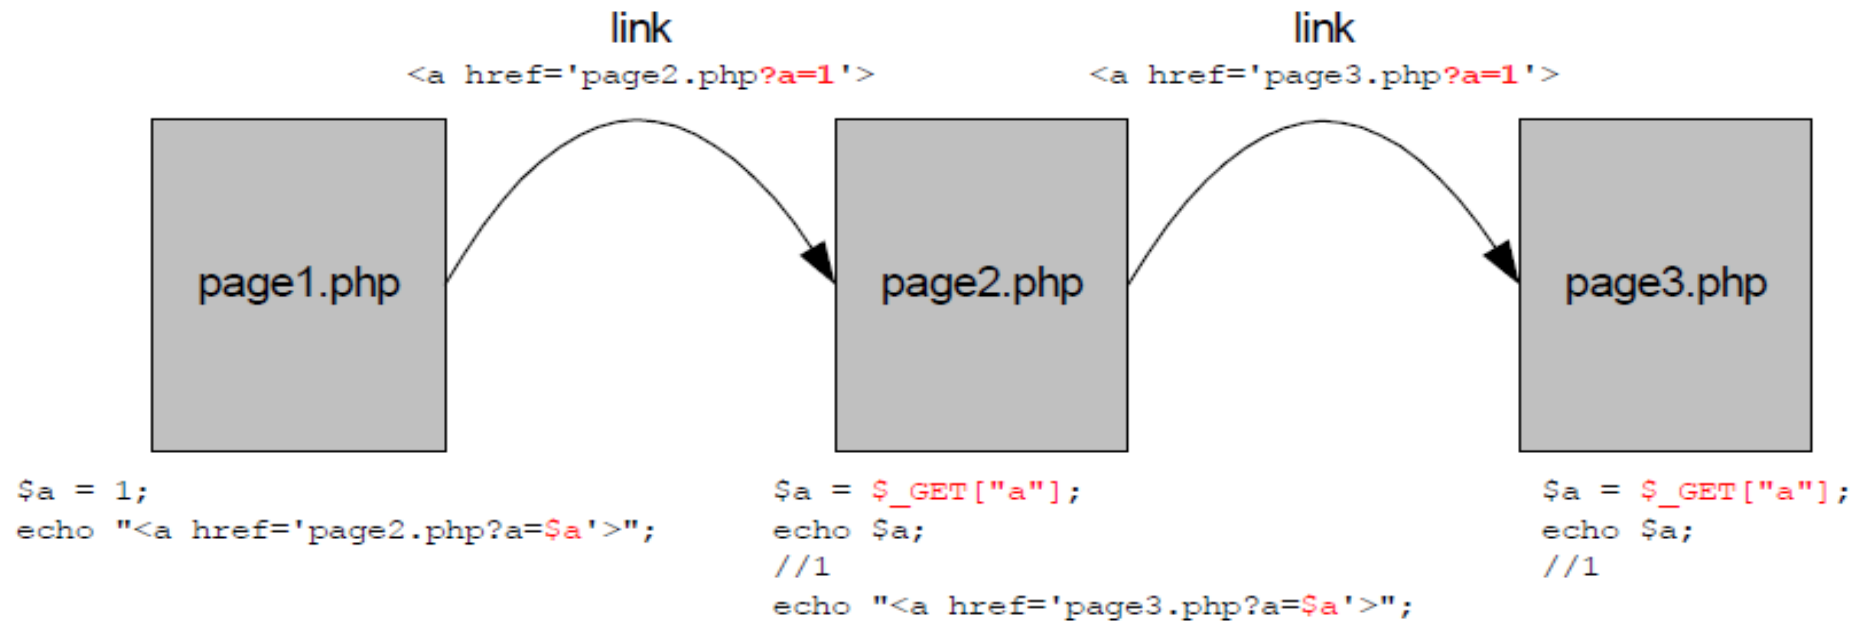 link
link
<a href='page2.php?a=1'>
<a href='page3.php?a=1'>
page1.php
page2.php
page3.php
$a = 1;
echo "<a href='page2.php?a=$a'>";
$a = $_GET["a"];
echo $a;
//1
echo "<a href='page3.php?a=$a'>";
$a = $_GET["a"];
echo $a;
//1